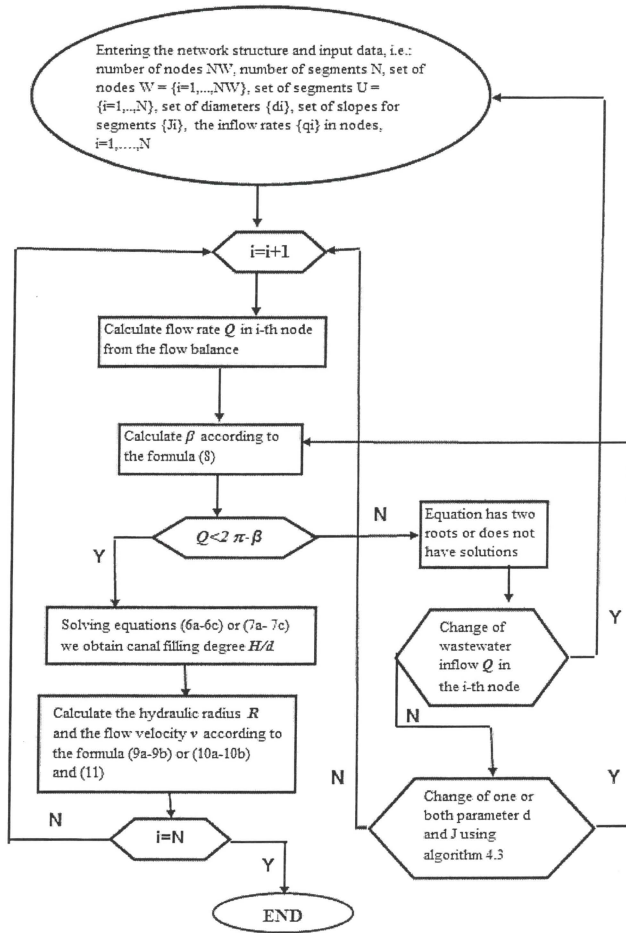 Entering the network structure and input data, i.e.:
number of nodes NW, number of segments N, set of
nodes W = {i=1,...,NW}, set of segments U =
{i=1,..,N}, set of diameters {di}, set of slopes for
segments {Ji}, the inflow rates {qi} in nodes,
i=1,….,N
i=i+1
Calculate flow rate Q in i-th node
from the flow balance
Calculate β according to
the formula (8)
Q<2 π-β
N
Y
Equation has two
roots or does not
have solutions
Solving equations (6a-6c) or (7a- 7c)
we obtain canal filling degree H/d
Change of
wastewater
inflow Q in
the i-th node
Y
N
Calculate the hydraulic radius R
and the flow velocity v according to
the formula (9a-9b) or (10a-10b)
and (11)
N
Change of one or
both parameter d
and J using
algorithm 4.3
Y
N
i=N
Y
END